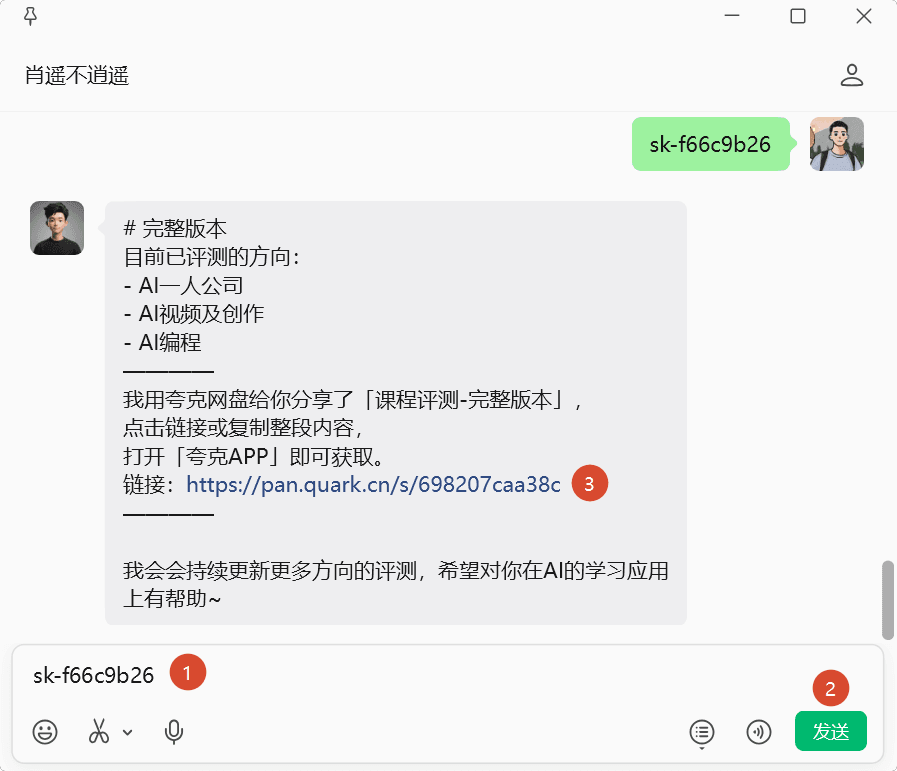 肖遥不逍遥
sk-f66c9b26
# 完整版本
目前已评测的方向：
- AI一人公司
- AI视频及创作
- AI编程
————
我用夸克网盘给你分享了「课程评测-完整版本」，
点击链接或复制整段内容，
打开「夸克APP」即可获取。
链接：https://pan.quark.cn/s/698207caa38c 3
————
我会会持续更新更多方向的评测，希望对你在AI的学习应用
上有帮助~
sk-f66c9b26 1
2
发送